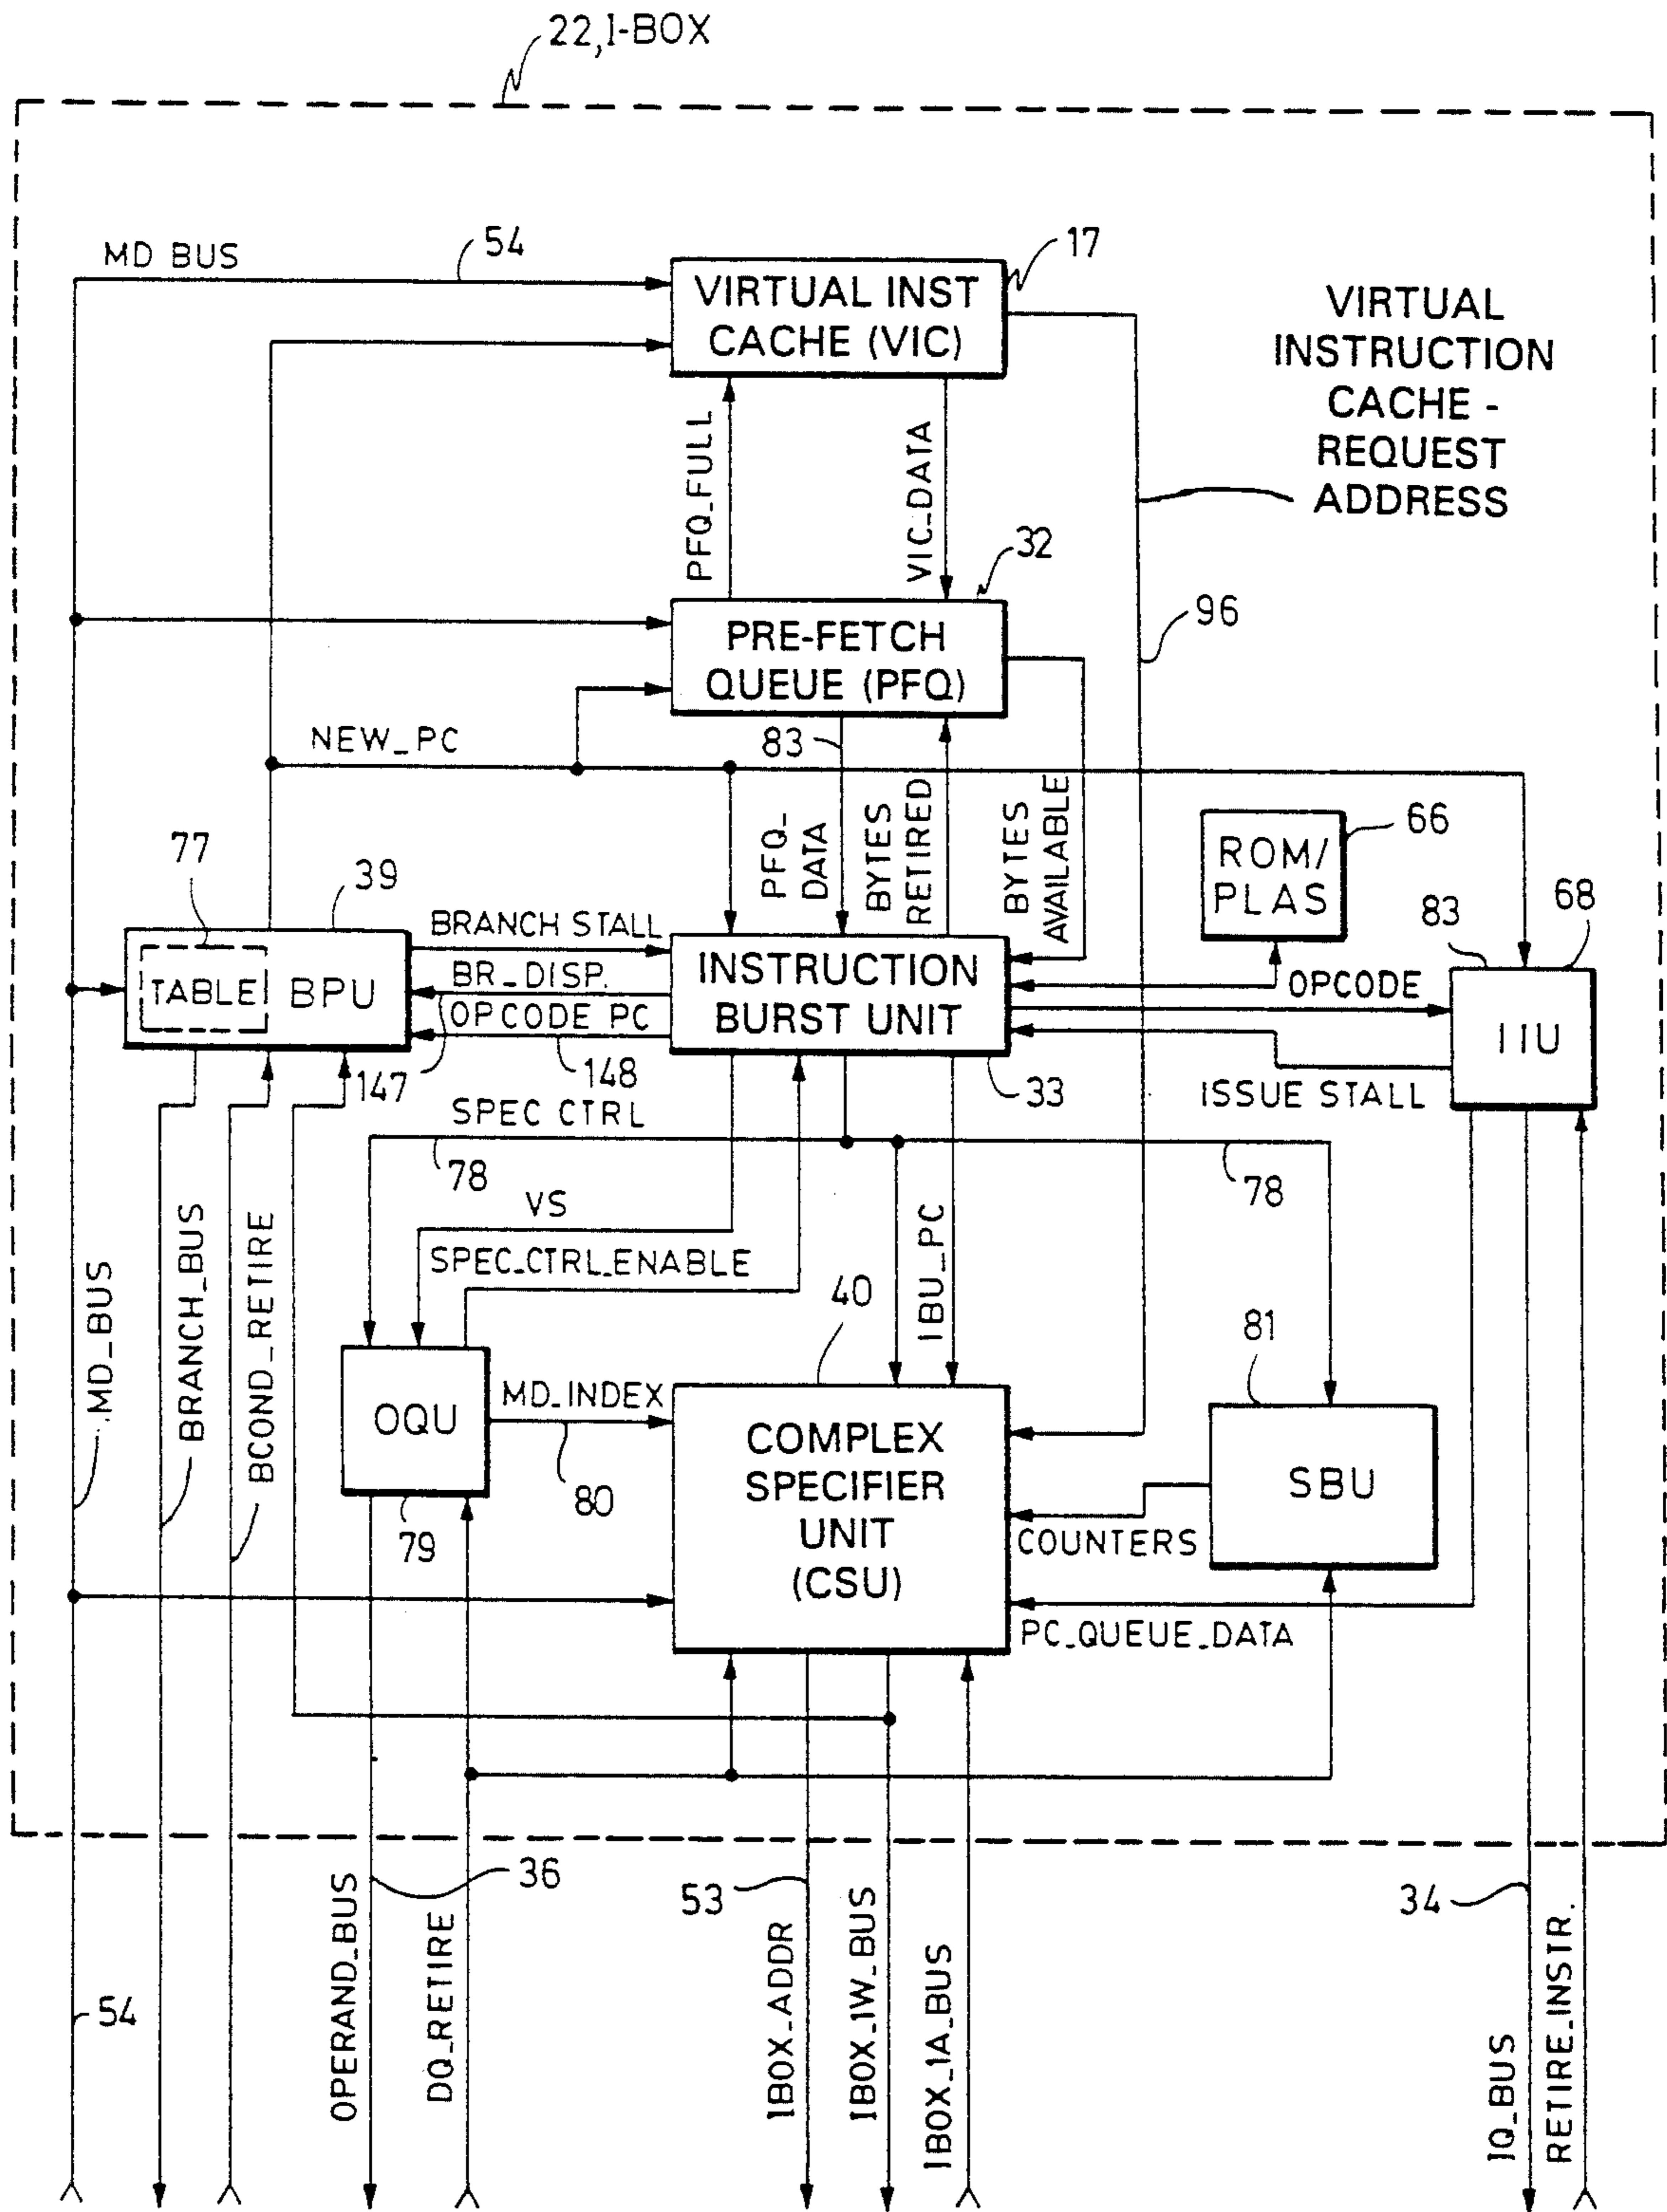 22,I-BOX
MD BUS
54
VIRTUAL INST
CACHE (VIC)
17
VIRTUAL
INSTRUCTION
CACHE -
REQUEST
ADDRESS
PFQ_FULL
VIC_DATA
32
PRE-FETCH
QUEUE (PFQ)
96
NEW_PC
83
PFQ_
DATA
BYTES
RETIRED
BYTES
AVAILABLE
ROM/
PLAS
66
77
39
TABLE
BPU
BRANCH STALL
BR_DISP.
OPCODE PC
147
148
INSTRUCTION
BURST UNIT
33
OPCODE
83
68
IIU
ISSUE STALL
SPEC CTRL
78
78
VS
SPEC_CTRL_ENABLE
IBU_PC
.MD_BUS
BRANCH_BUS
BCOND_RETIRE
OQU
79
MD_INDEX
80
40
COMPLEX
SPECIFIER
UNIT
(CSU)
81
SBU
COUNTERS
PC_QUEUE_DATA
54
OPERAND_BUS
36
DQ_RETIRE
53
IBOX_ADDR
IBOX_1W_BUS
IBOX_1A_BUS
34
IQ_BUS
RETIRE_INSTR.